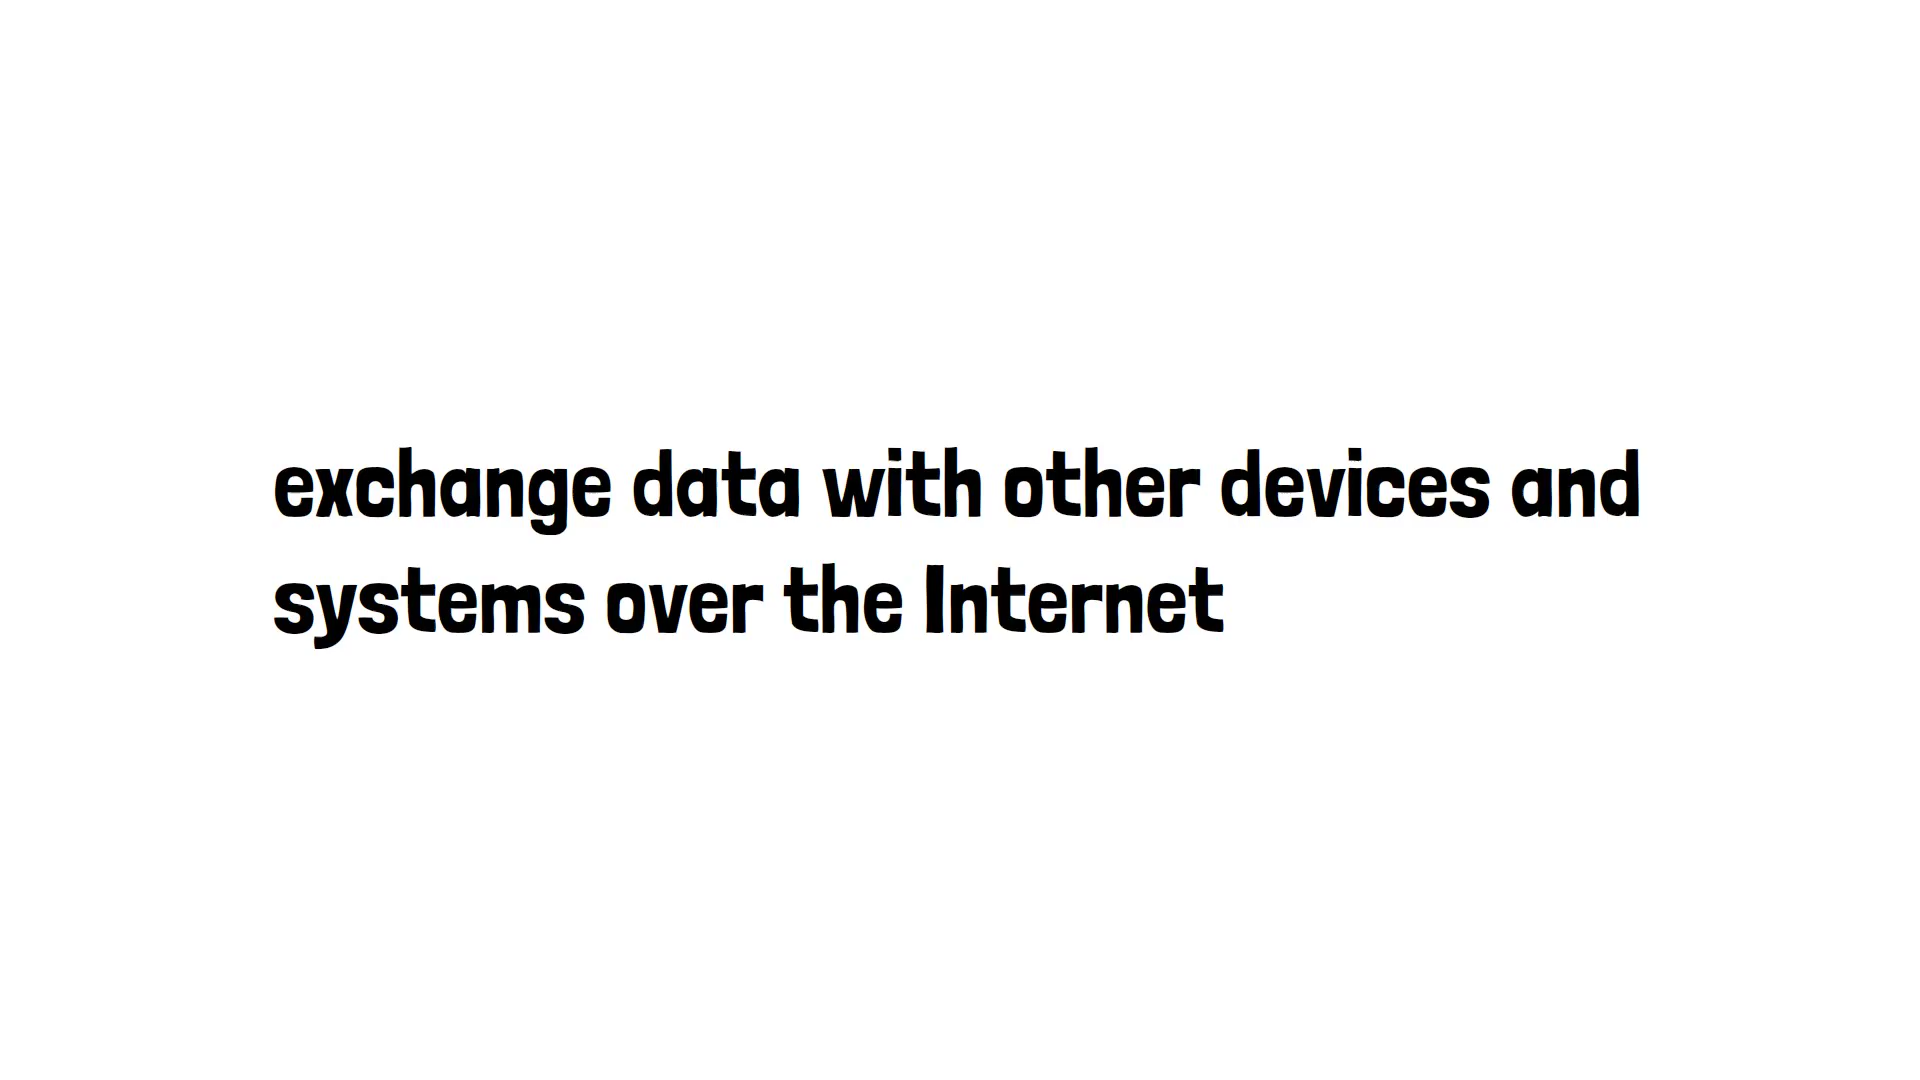 exchange data with other devices and
systems over the Internet